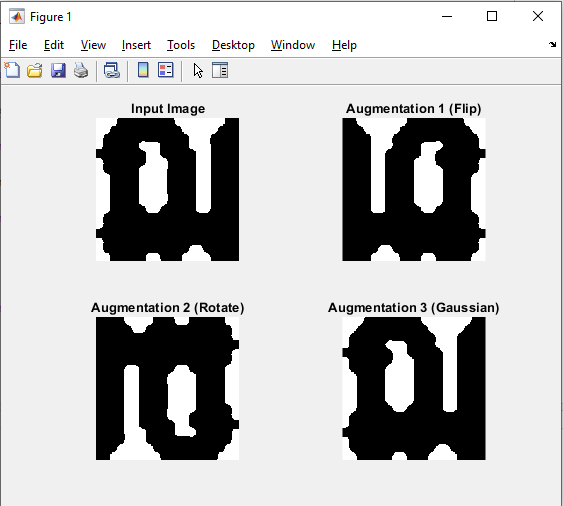 Figure 1
File Edit View Insert Tools Desktop Window Help
Input Image
Augmentation 1 (Flip)
Augmentation 2 (Rotate)
Augmentation 3 (Gaussian)